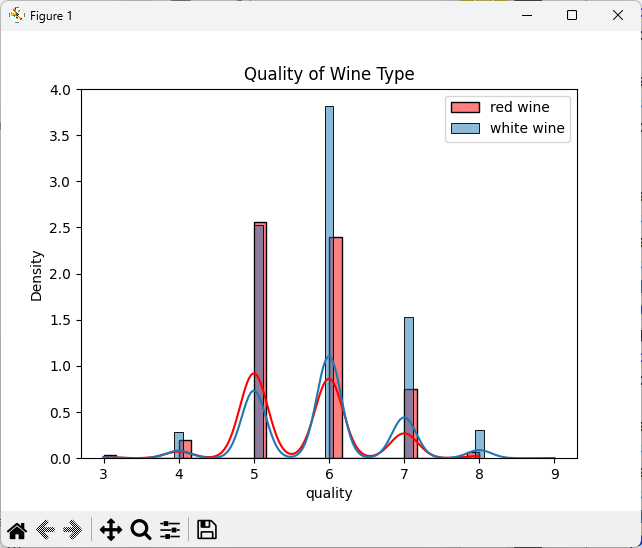 Figure 1
Quality of Wine Type
red wine
white wine
4.0
3.5
3.0
2.5
2.0
1.5
1.0
0.5
0.0
Density
3 4 5 6 7 8 9
quality